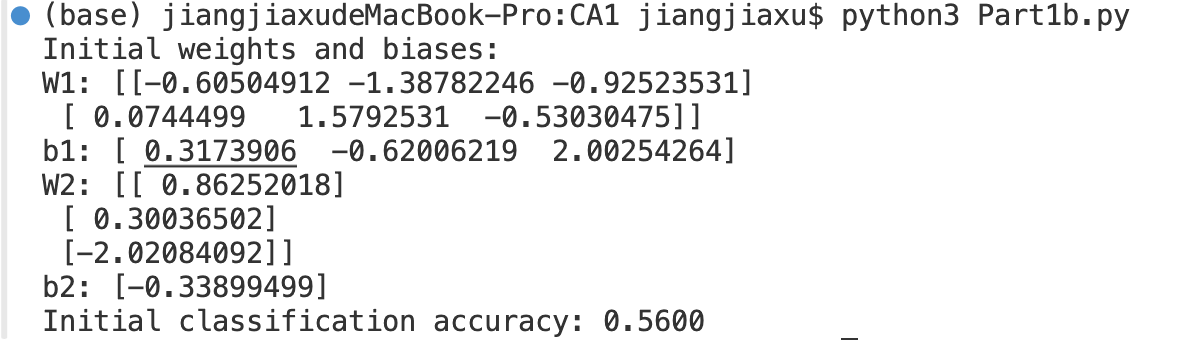 (base) jiangjiaxudeMacBook-Pro:CA1 jiangjiaxu$ python3 Part1b.py
Initial weights and biases:
W1: [[-0.60504912 -1.38782246 -0.92523531]
[ 0.0744499   1.5792531  -0.53030475]]
b1: [ 0.3173906  -0.62006219  2.00254264]
W2: [[ 0.86252018]
[ 0.30036502]
[-2.02084092]]
b2: [-0.33899499]
Initial classification accuracy: 0.5600